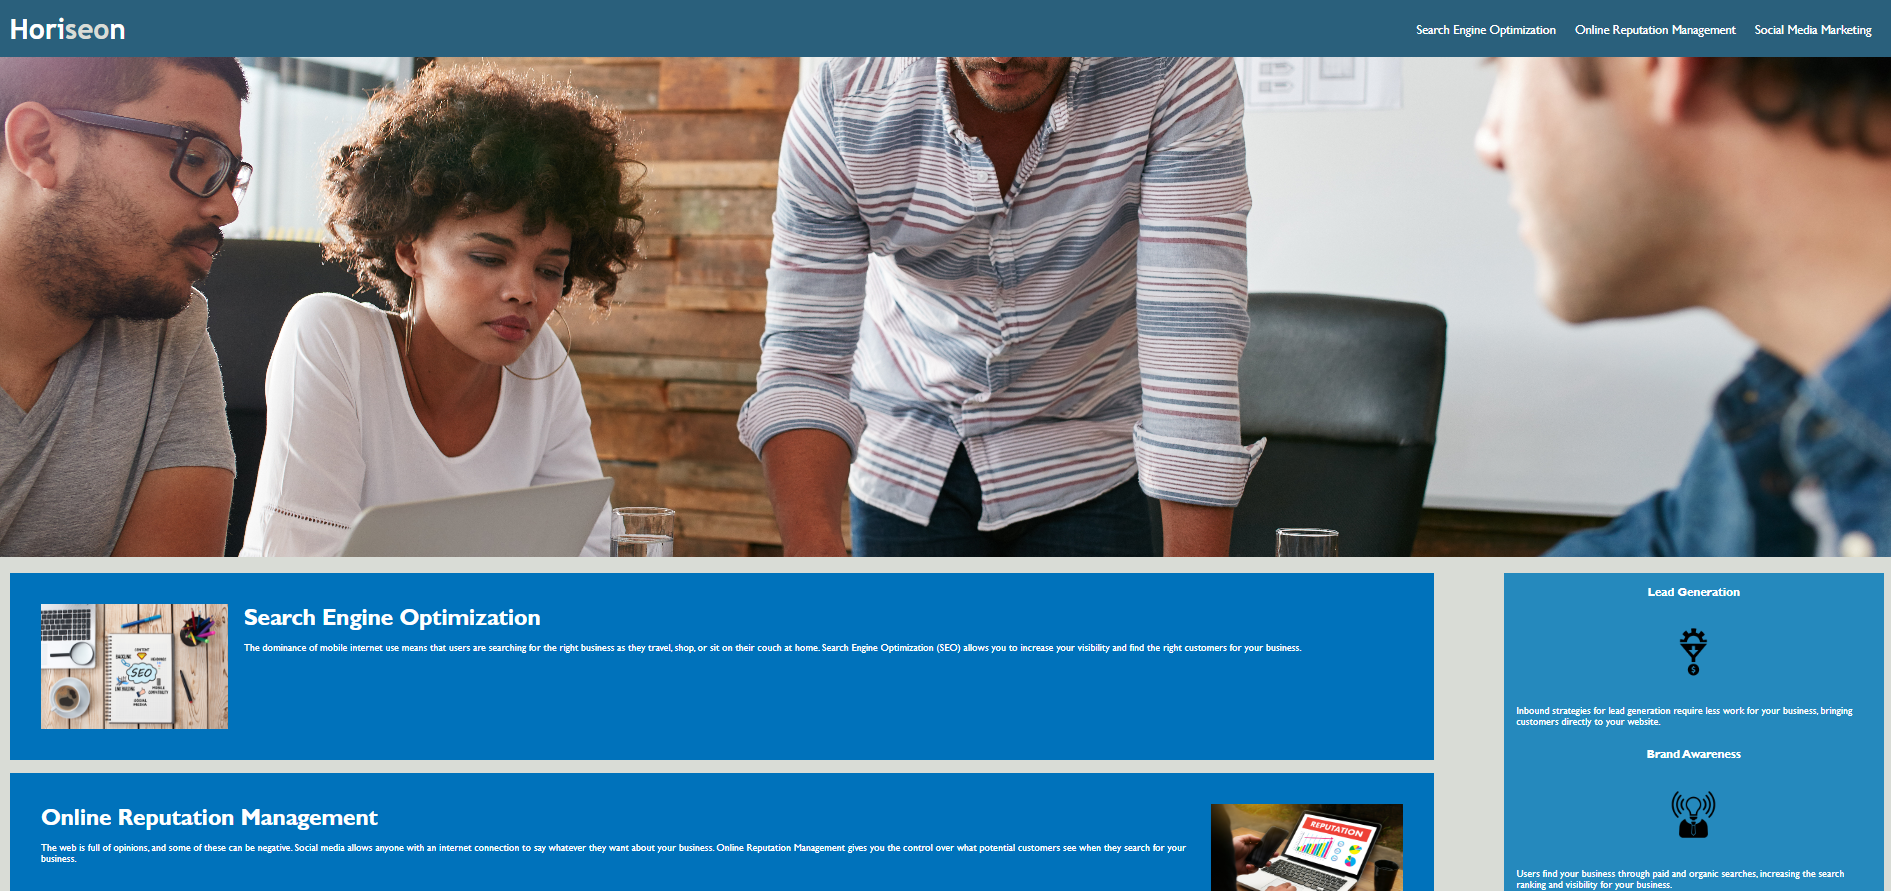 Horiseon
Search Engine Optimization
Online Reputation Management
Social Media Marketing
SEO
Search Engine Optimization
The dominance of mobile internet use means that users are searching for the right business as they travel, shop, or sit on their couch at home. Search Engine Optimization (SEO) allows you to increase your visibility and find the right customers for your business.
Online Reputation Management
The web is full of opinions, and some of these can be negative. Social media allows anyone with an internet connection to say whatever they want about your business. Online Reputation Management gives you the control over what potential customers see when they search for your
business.
REPUTATION
Lead Generation
Inbound strategies for lead generation require less work for your business, bringing
customers directly to your website.
Brand Awareness
Users find your business through paid and organic searches, increasing the search
ranking and visibility for your business.